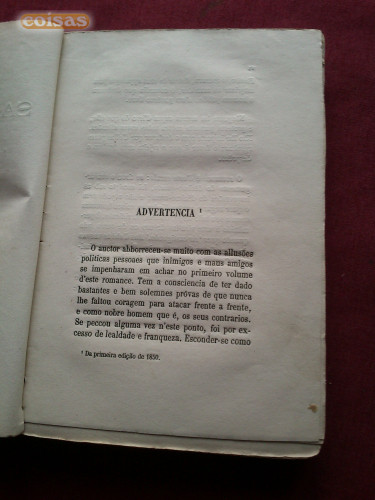 coisas
ADVERTENCIA ¹
O auctor abborreceu-se muito com as allusões
politicas pessoaes que inimigos e maus amigos
se impenharam em achar no primeiro volume
d'este romance. Tem a consciencia de ter dado
bastantes e bem solemnes próvas de que nunca
lhe faltou coragem para atacar frente a frente,
e como nobre homem que é, os seus contrarios.
Se peccou alguma vez n'este ponto, foi por ex-
cesso de lealdade e franqueza. Esconder-se como
¹ Da primeira edição de 1850.